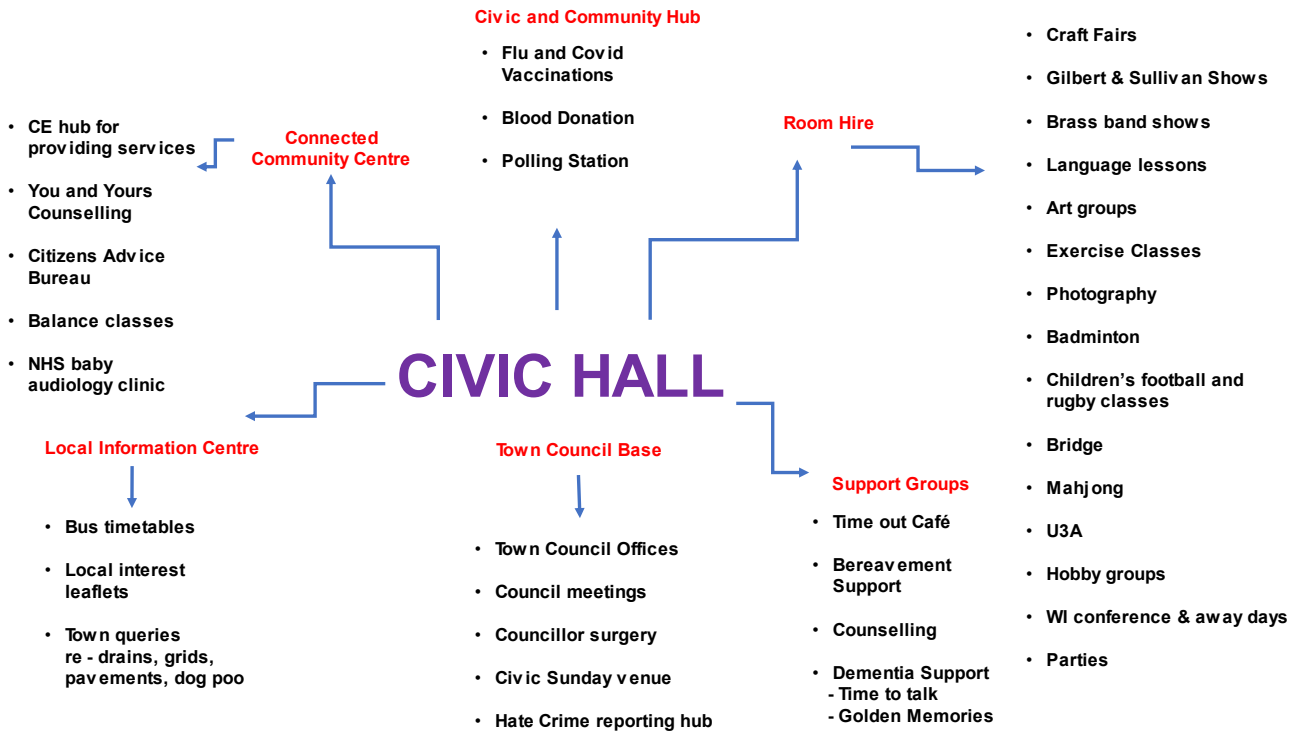 Civic and Community Hub
• Flu and Covid
Vaccinations
• Blood Donation
• Polling Station
Connected
Community Centre
• CE hub for
providing services
• You and Yours
Counselling
• Citizens Advice
Bureau
• Balance classes
• NHS baby
audiology clinic
Room Hire
• Craft Fairs
• Gilbert & Sullivan Shows
• Brass band shows
• Language lessons
• Art groups
• Exercise Classes
• Photography
• Badminton
• Children’s football and
rugby classes
• Bridge
• Mahjong
• U3A
• Hobby groups
• WI conference & away days
• Parties
CIVIC HALL
Local Information Centre
• Bus timetables
• Local interest
leaflets
• Town queries
re - drains, grids,
pavements, dog poo
Town Council Base
• Town Council Offices
• Council meetings
• Councillor surgery
• Civic Sunday venue
• Hate Crime reporting hub
Support Groups
• Time out Café
• Bereavement
Support
• Counselling
• Dementia Support
- Time to talk
- Golden Memories